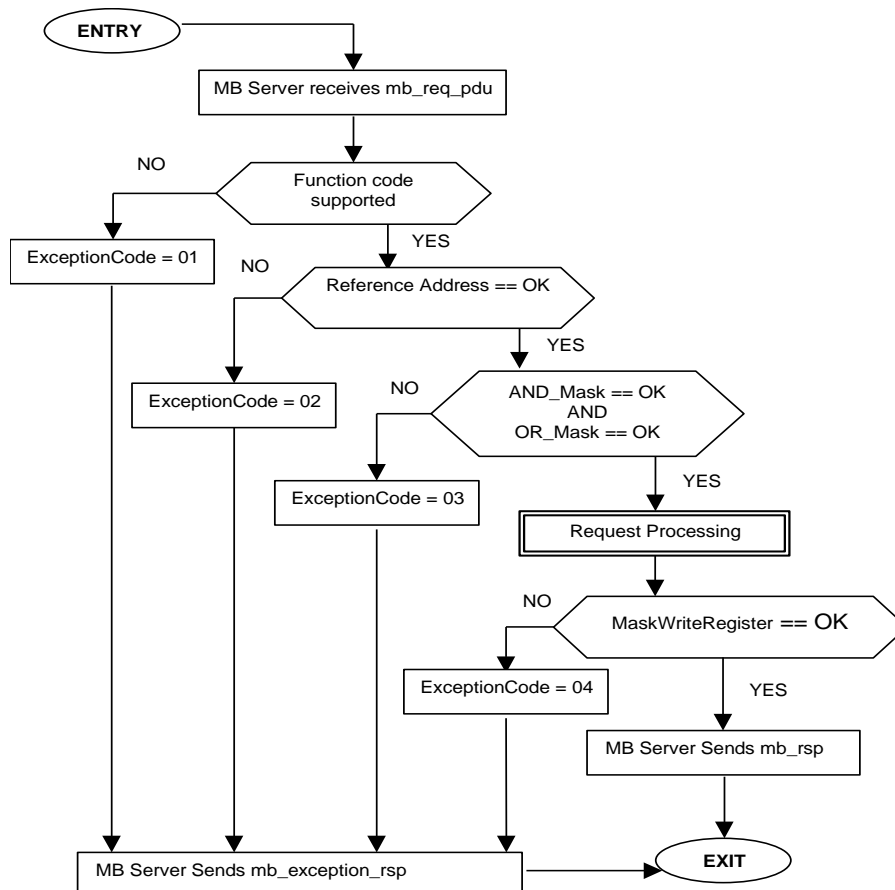 ENTRY
MB Server receives mb_req_pdu
NO
Function code
supported
YES
ExceptionCode = 01
NO
Reference Address == OK
YES
ExceptionCode = 02
NO
AND_Mask == OK
AND
OR_Mask == OK
YES
ExceptionCode = 03
Request Processing
NO
MaskWriteRegister == OK
ExceptionCode = 04
YES
MB Server Sends mb_rsp
MB Server Sends mb_exception_rsp
EXIT